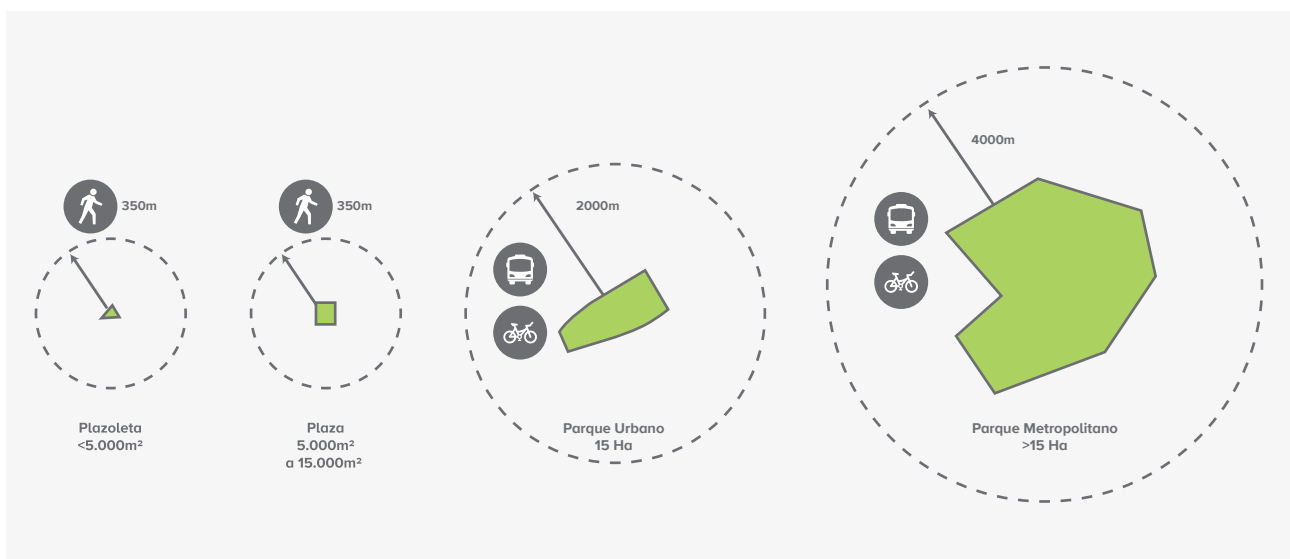 350m
Plazoleta
<5.000m²
350m
Plaza
5.000m²
a 15.000m²
2000m
Parque Urbano
15 Ha
4000m
Parque Metropolitano
>15 Ha